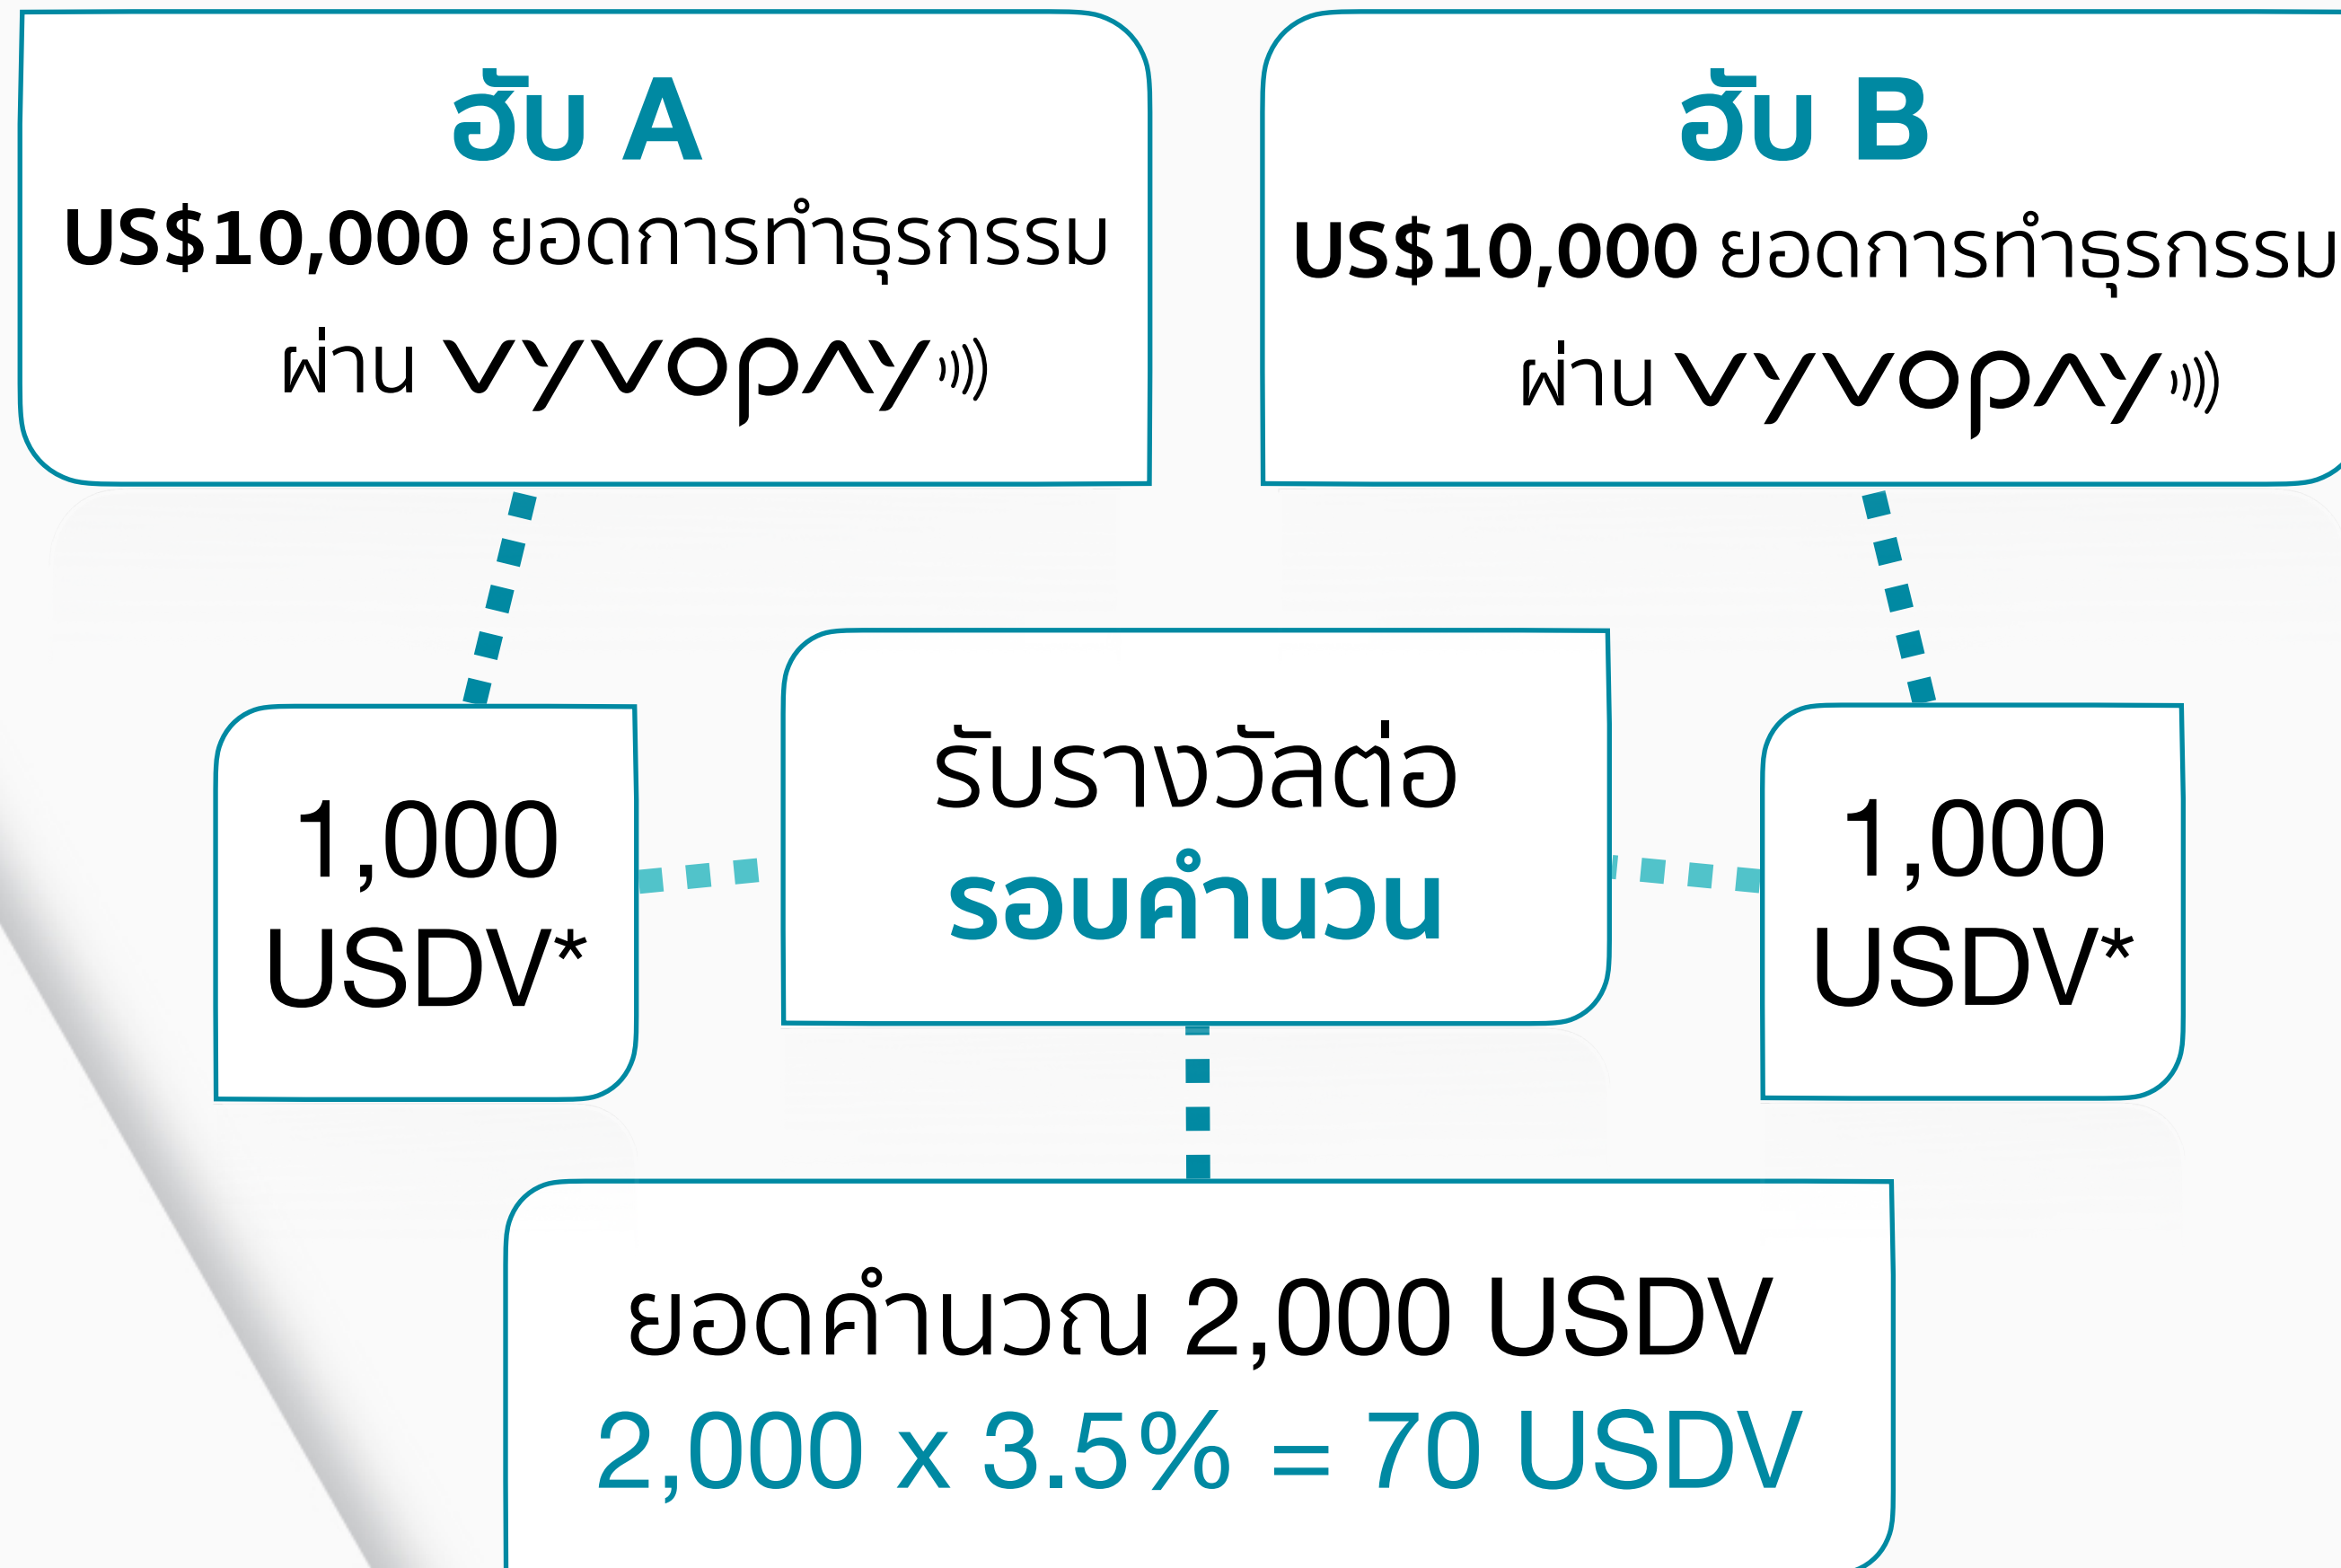 ฮับ A
US$10,000 ยอดการทำธุรกรรม
ผ่าน vyvopay
ฮับ B
US$10,000 ยอดการทำธุรกรรม
ผ่าน vyvopay
1,000
USDV*
รับรางวัลต่อ
รอบคำนวน
1,000
USDV*
ยอดคำนวณ 2,000 USDV
2,000 x 3.5% = 70 USDV